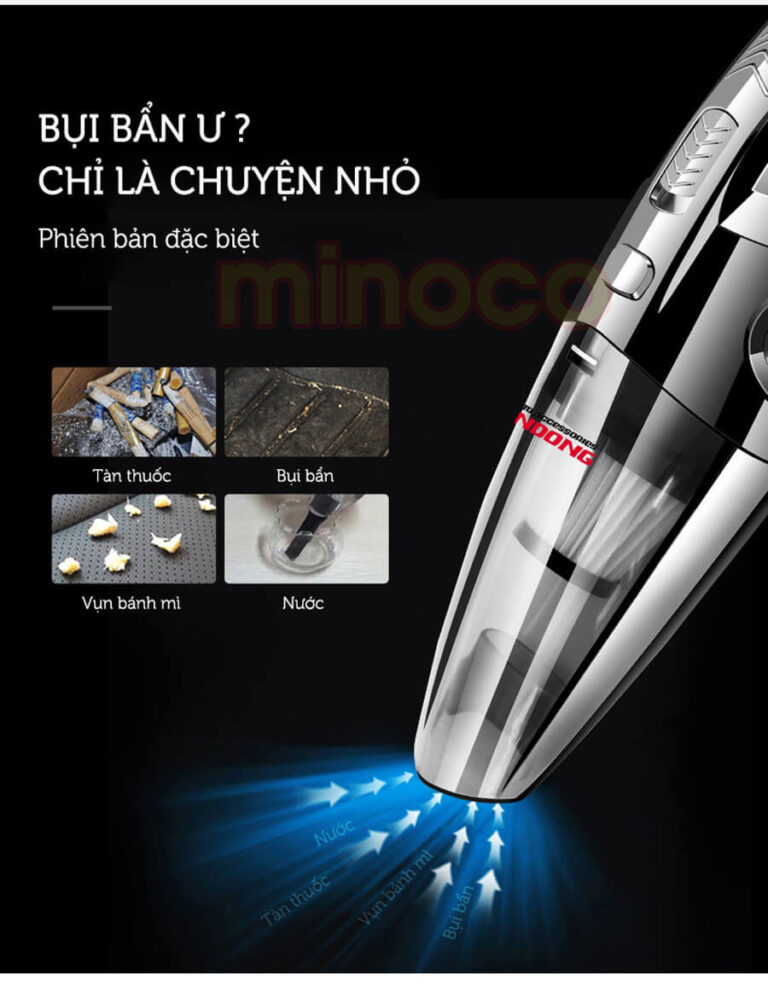 BỤI BẨN Ư ?
CHỈ LÀ CHUYỆN NHỎ
Phiên bản đặc biệt
minoco
Accessories
NDONG
Tàn thuốc
Bụi bẩn
Vụn bánh mì
Nước
Nước
Tàn thuốc
Vụn bánh mì
Bụi bẩn